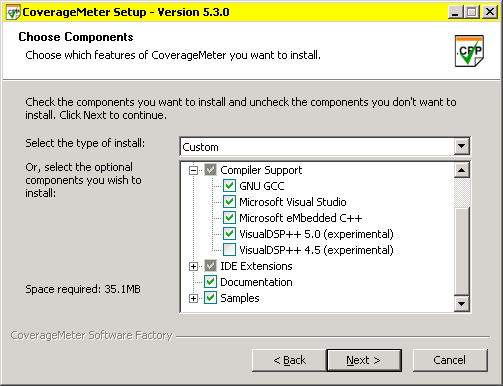 CoverageMeter Setup - Version 5.3.0
Choose Components
Choose which features of CoverageMeter you want to install.
.CPP
Check the components you want to install and uncheck the components you don't want to
install. Click Next to continue.
Select the type of install:
Custom
Or, select the optional
components you wish to
install:
Compiler Support
GNU GCC
Microsoft Visual Studio
Microsoft eMbedded C++
VisualDSP++ 5.0 (experimental)
VisualDSP++ 4.5 (experimental)
IDE Extensions
Documentation
Samples
Space required: 35.1MB
CoverageMeter Software Factory
< Back
Next >
Cancel